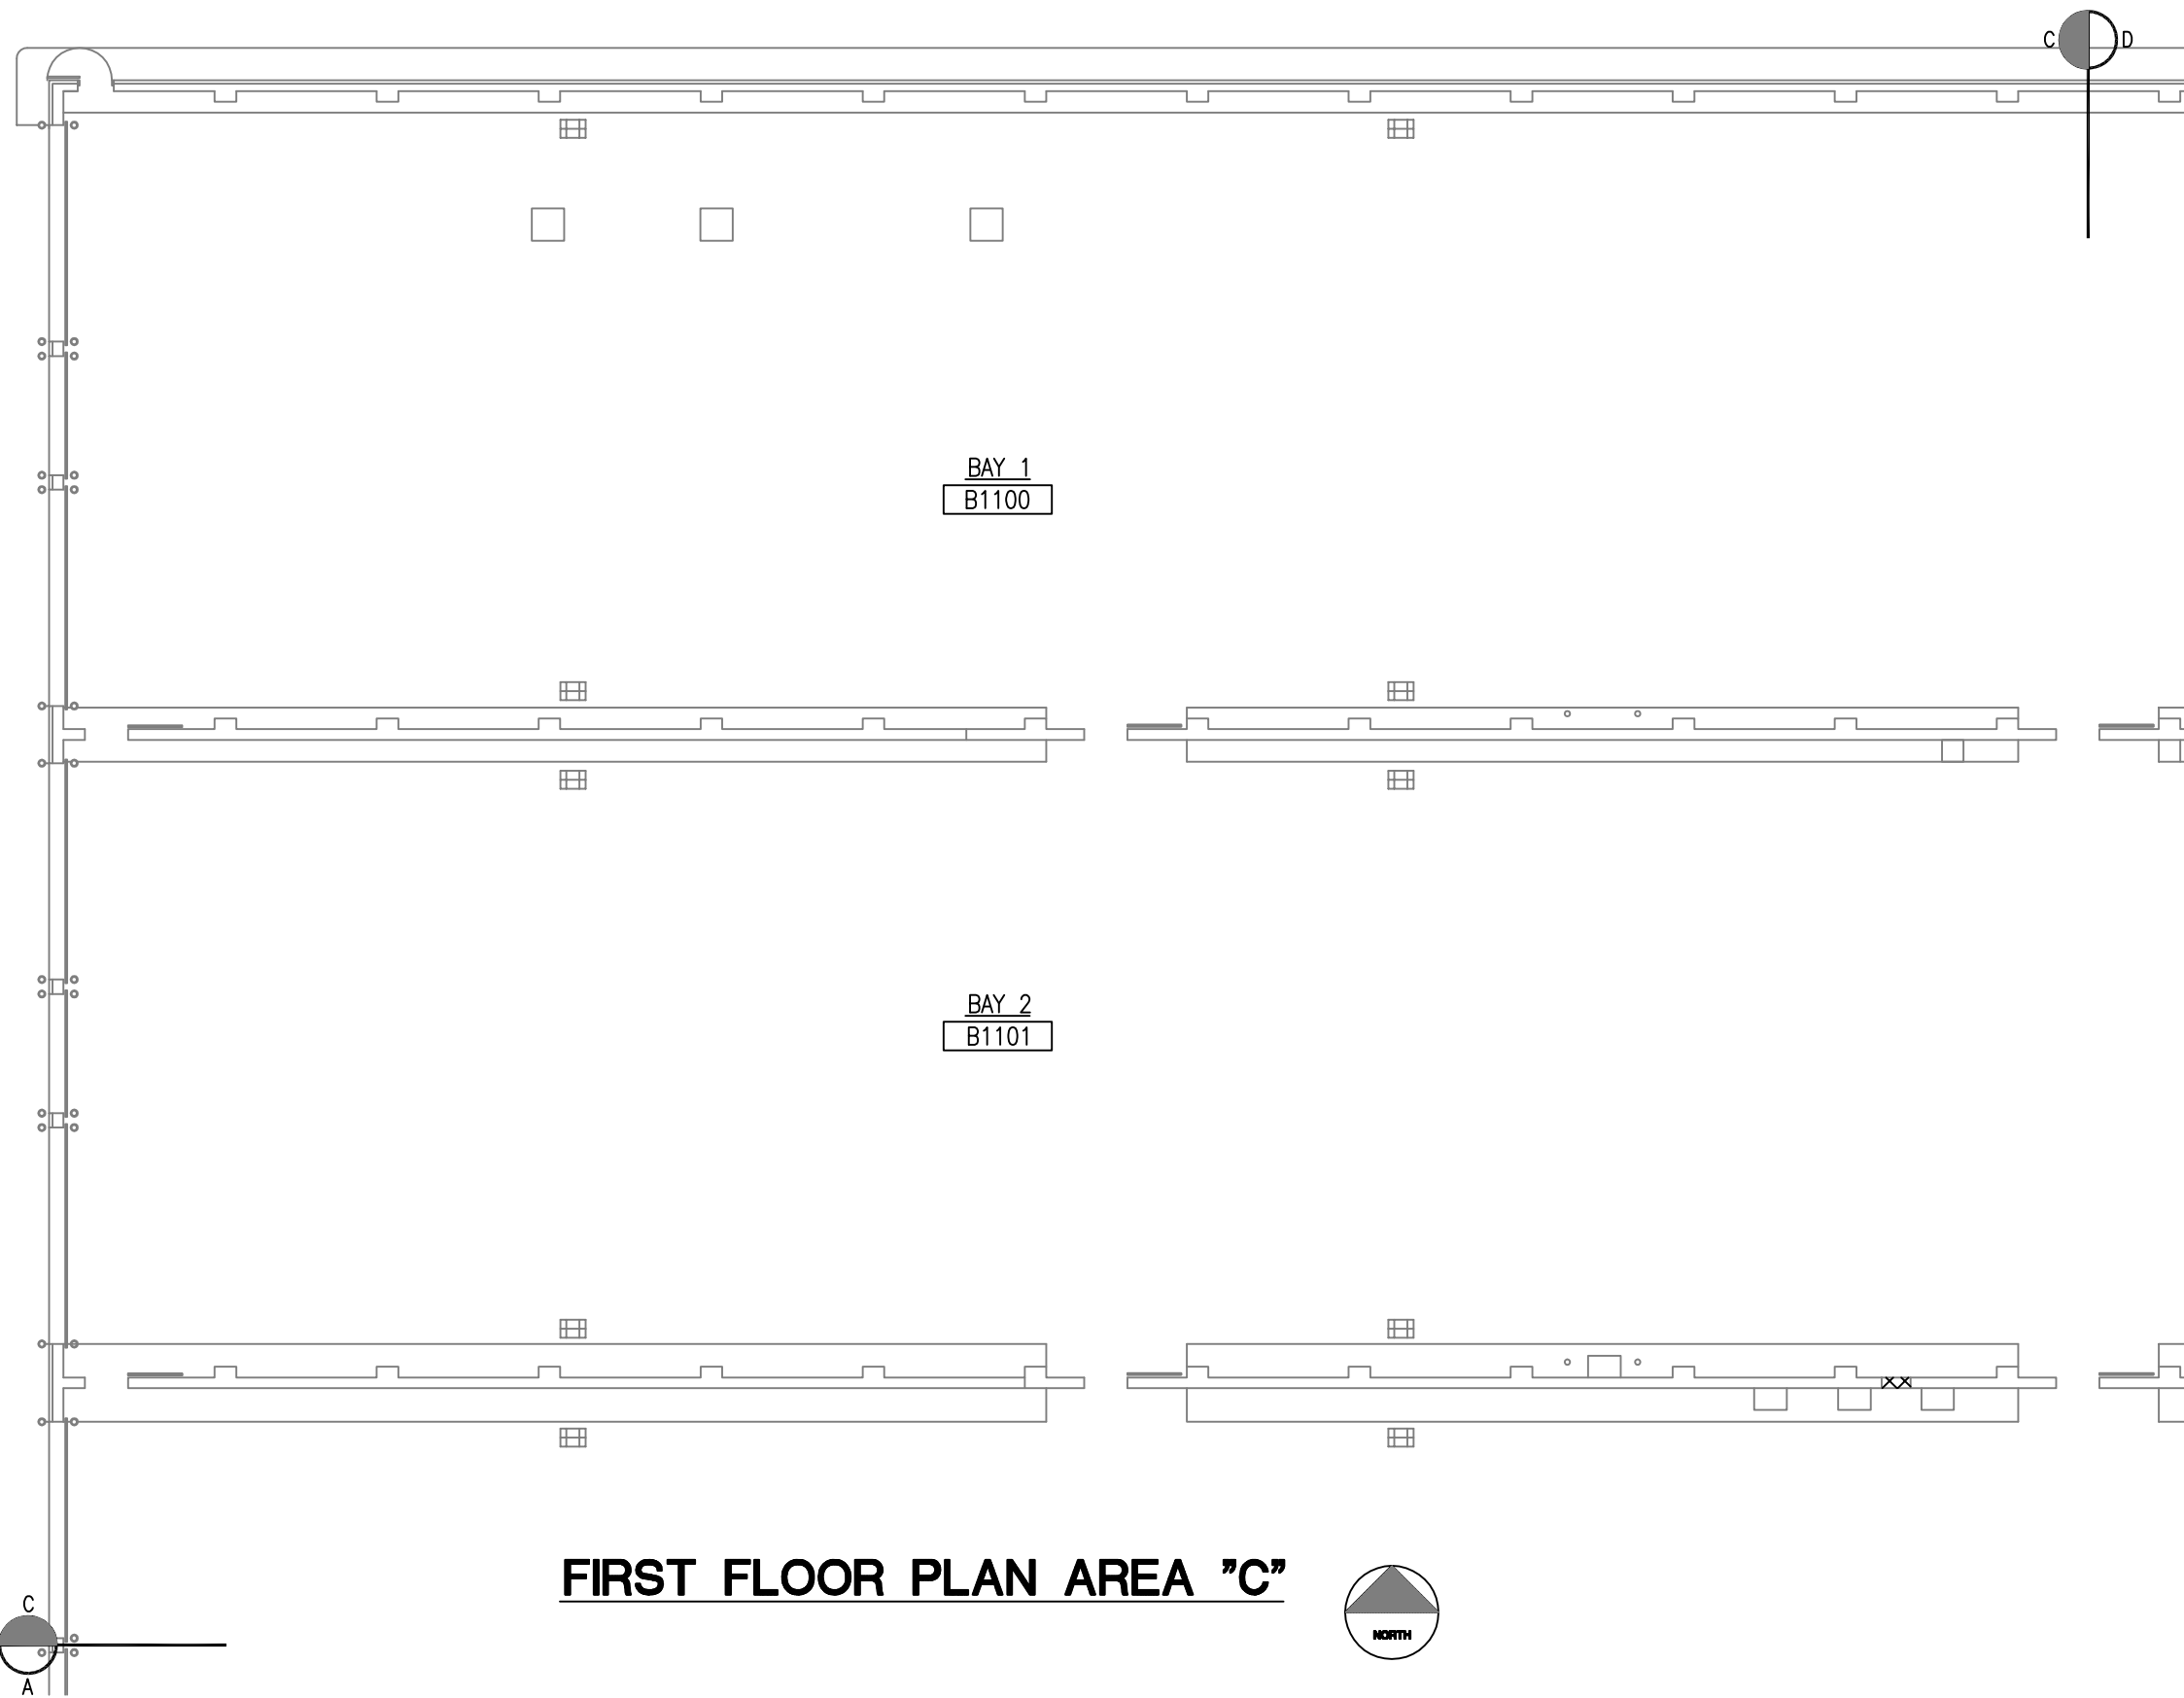 C D
BAY 1
B1100
BAY 2
B1101
FIRST FLOOR PLAN AREA "C"
NORTH
C
A